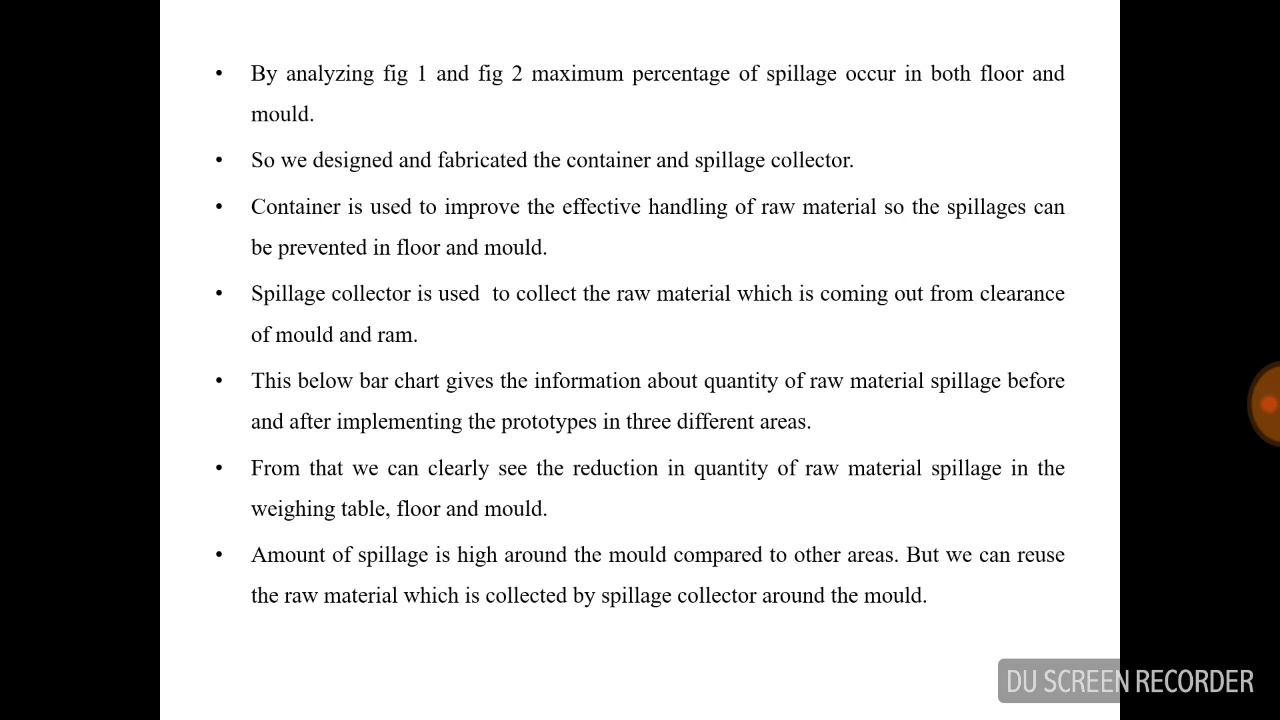 • By analyzing fig 1 and fig 2 maximum percentage of spillage occur in both floor and
mould.
• So we designed and fabricated the container and spillage collector.
• Container is used to improve the effective handling of raw material so the spillages can
be prevented in floor and mould.
• Spillage collector is used  to collect the raw material which is coming out from clearance
of mould and ram.
• This below bar chart gives the information about quantity of raw material spillage before
and after implementing the prototypes in three different areas.
• From that we can clearly see the reduction in quantity of raw material spillage in the
weighing table, floor and mould.
• Amount of spillage is high around the mould compared to other areas. But we can reuse
the raw material which is collected by spillage collector around the mould.
DU SCREEN RECORDER